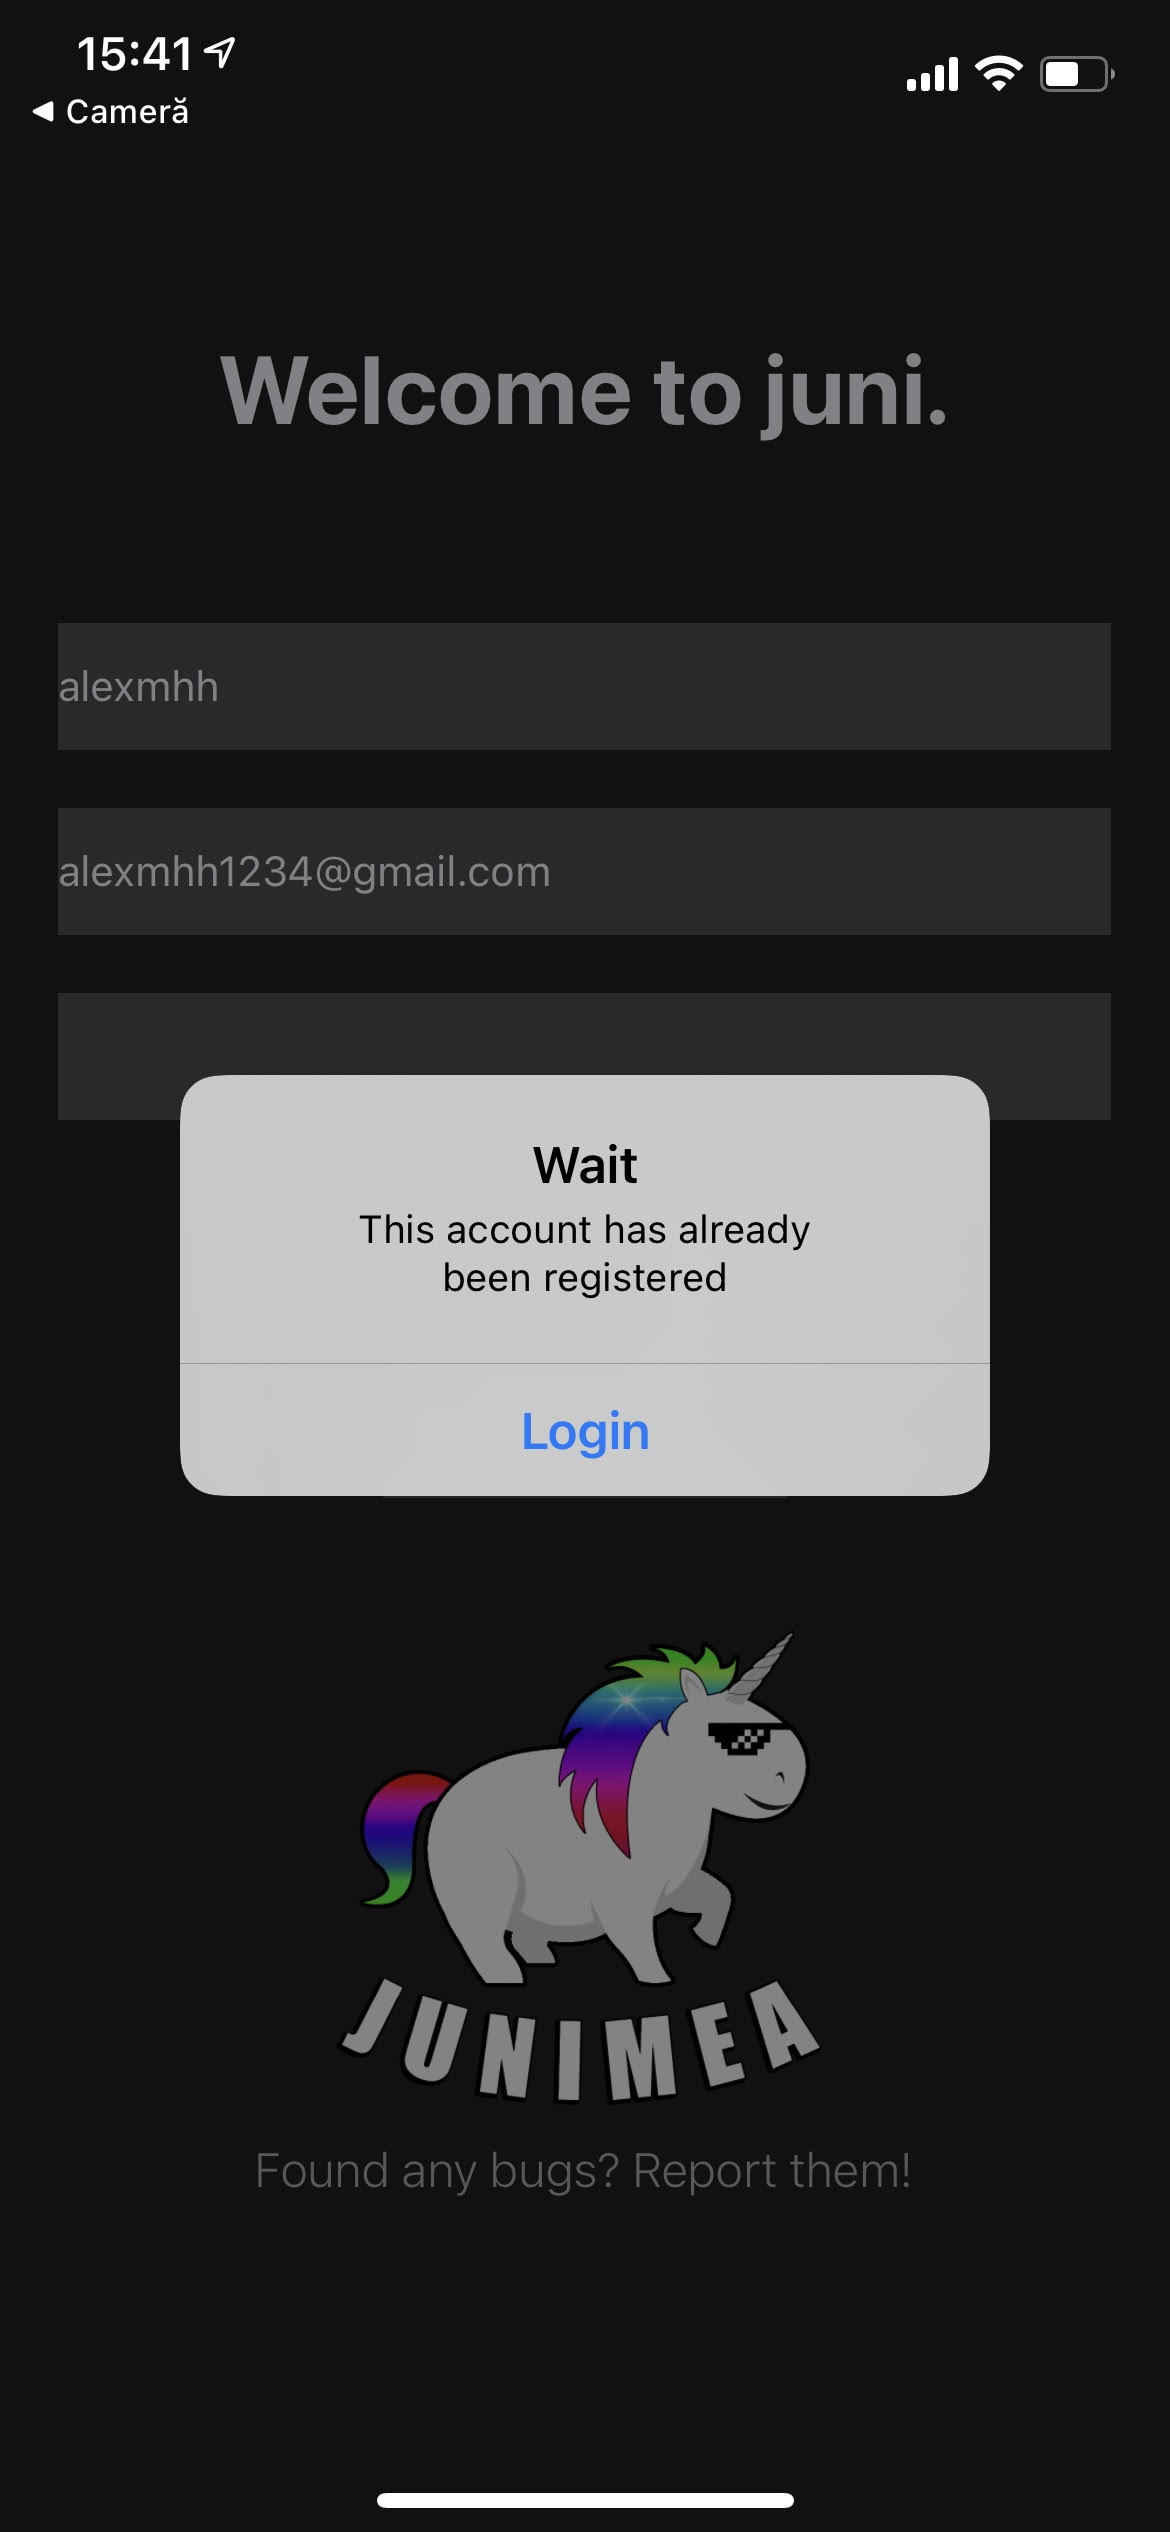 15:41
Cameră
Welcome to juni.
alexmhh
alexmhh1234@gmail.com
Wait
This account has already
been registered
Login
JUNIMEA
Found any bugs? Report them!